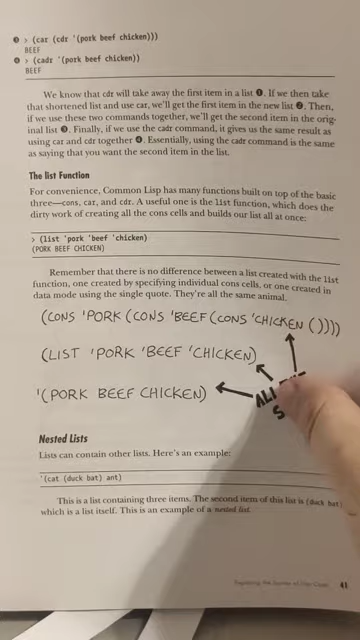 ❸ > (car (cdr '(pork beef chicken)))
BEEF
❹ > (cadr '(pork beef chicken))
BEEF
We know that cdr will take away the first item in a list ❶. If we then take
that shortened list and use car, we'll get the first item in the new list ❷. Then,
if we use these two commands together, we'll get the second item in the orig-
inal list ❸. Finally, if we use the cadr command, it gives us the same result as
using car and cdr together ❹. Essentially, using the cadr command is the same
as saying that you want the second item in the list.
The list Function
For convenience, Common Lisp has many functions built on top of the basic
three—cons, car, and cdr. A useful one is the list function, which does the
dirty work of creating all the cons cells and builds our list all at once:
> (list 'pork 'beef 'chicken)
(PORK BEEF CHICKEN)
Remember that there is no difference between a list created with the list
function, one created by specifying individual cons cells, or one created in
data mode using the single quote. They're all the same animal.
(CONS 'PORK (CONS 'BEEF (CONS 'CHICKEN ())))
(LIST 'PORK 'BEEF 'CHICKEN)
'(PORK BEEF CHICKEN)
ALL
S
Nested Lists
Lists can contain other lists. Here's an example:
'(cat (duck bat) ant)
This is a list containing three items. The second item of this list is (duck bat)
which is a list itself. This is an example of a nested list.
41